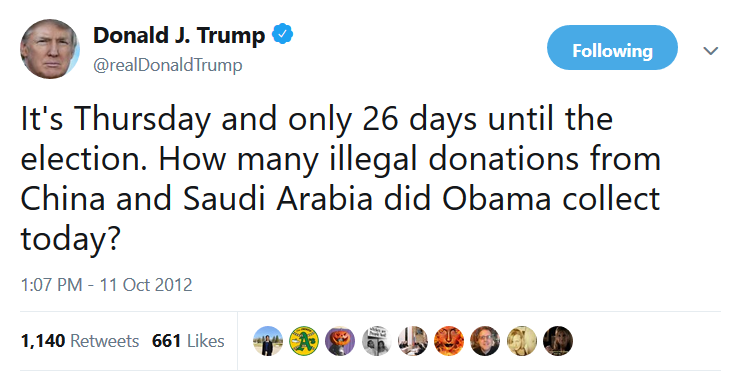 Donald J. Trump
@realDonaldTrump
Following
It's Thursday and only 26 days until the
election. How many illegal donations from
China and Saudi Arabia did Obama collect
today?
1:07 PM - 11 Oct 2012
1,140 Retweets 661 Likes